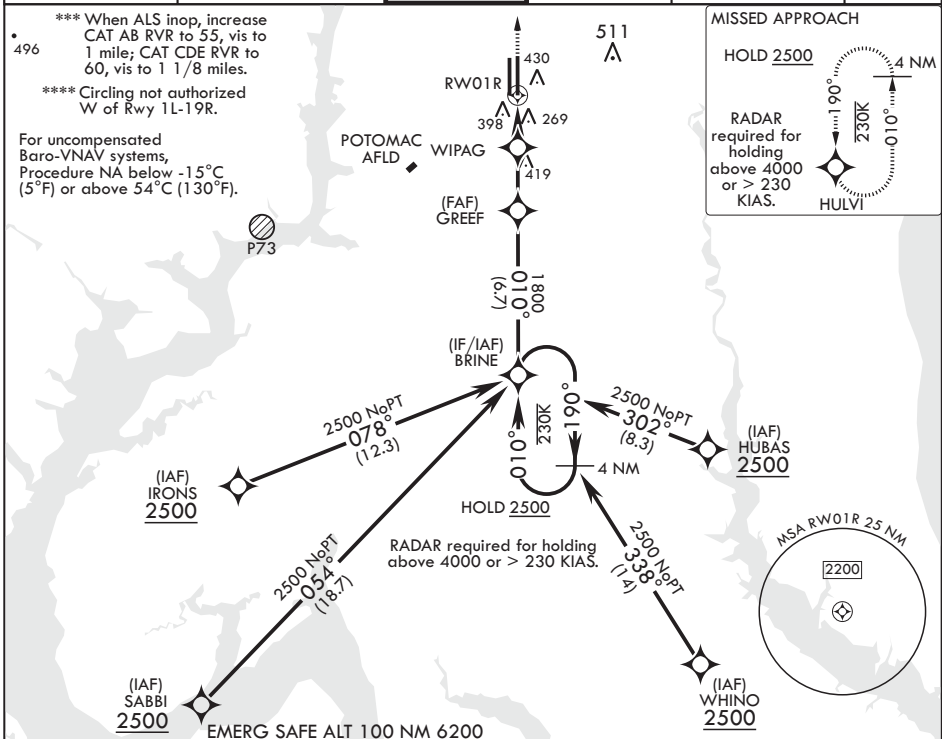 *** When ALS inop, increase
CAT AB RVR to 55, vis to
1 mile; CAT CDE RVR to
60, vis to 1 1/8 miles.
**** Circling not authorized
W of Rwy 1L-19R.
For uncompensated
Baro-VNAV systems,
Procedure NA below -15°C
(5°F) or above 54°C (130°F).
496
511
430
RW01R
398
269
POTOMAC
AFLD
WIPAG
419
(FAF)
GREEF
P73
1800
010°
(6.7)
(IF/IAF)
BRINE
010°
230K
190°
4 NM
HOLD 2500
RADAR required for holding
above 4000 or > 230 KIAS.
2500 NoPT
078°
(12.3)
(IAF)
IRONS
2500
2500 NoPT
054°
(18.7)
(IAF)
SABBI
2500
2500 NoPT
302°
(8.3)
(IAF)
HUBAS
2500
2500 NoPT
338°
(14)
(IAF)
WHINO
2500
MSA RW01R 25 NM
2200
EMERG SAFE ALT 100 NM 6200
MISSED APPROACH
HOLD 2500
4 NM
190°
230K
010°
RADAR
required for
holding
above 4000
or > 230
KIAS.
HULVI